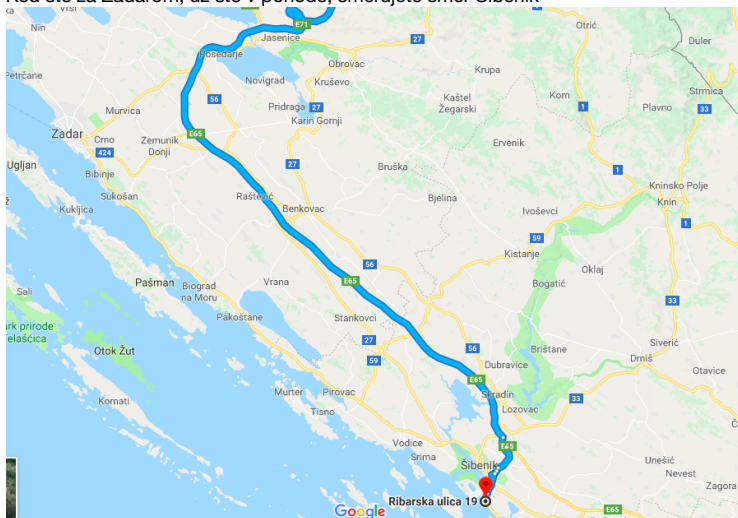 Nin
Vrsi
E71
Jasenice
27
Otrić
Duler
Petrčane
Posedarje
Obrovac
1
Krupa
Novigrad
Kruševo
Strmica
Murvica
56
Pridraga
27
Kaštel
Žegarski
Kom
1
Plavno
33
Karin Gornji
Zadar
Crno
Zemunik
Donji
E65
Ervenik
424
Bibinje
27
Bruška
1
Ugljan
Sukošan
Raštević
Bjelina
Kninsko Polje
Kukljica
Benkovac
Ivoševci
Knin
1
59
Kistanje
56
Oklaj
Sali
Pašman
Biograd
na Moru
Vrana
E65
Bogatić
33
Pakoštane
Stankovci
Siverić
27
Brištane
Otok Žut
56
Drniš
59
Dubravice
Otavice
E65
Kornati
Murter
Pirovac
Skradin
33
Tisno
Lozovac
Vodice
E65
Srima
Unešić
Šibenik
Nevest
Zagora
Ribarska ulica 19
Google
E65